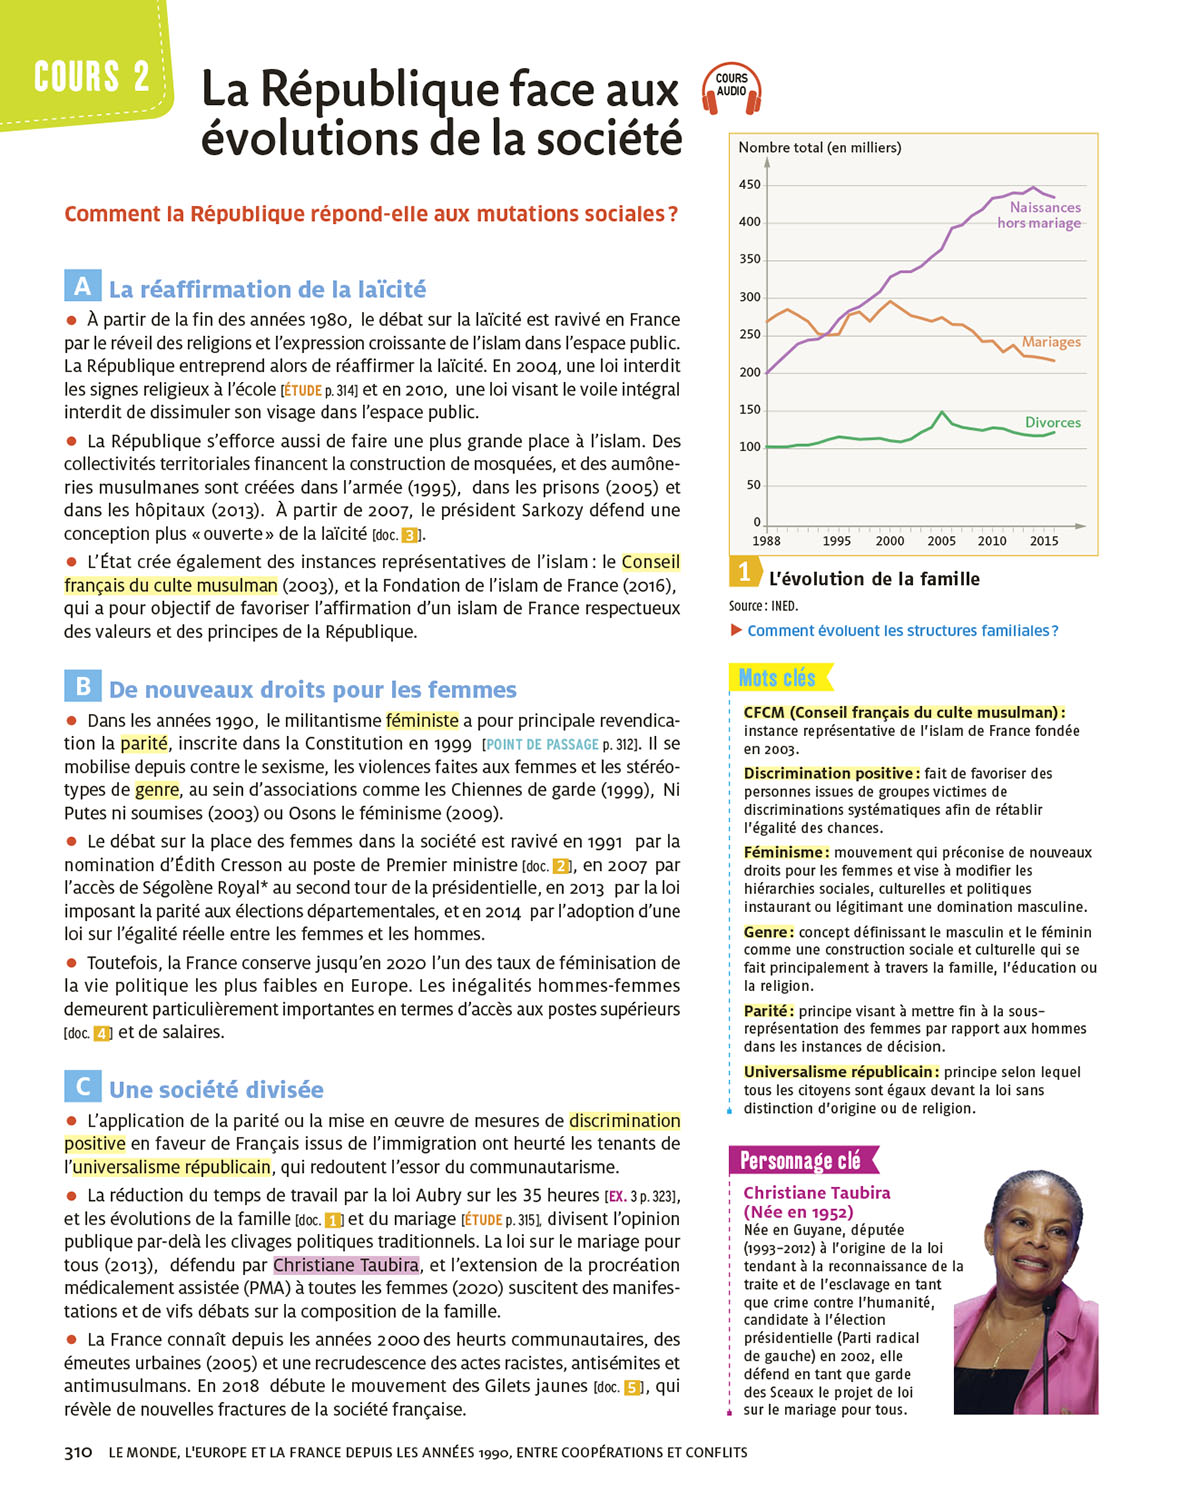 COURS 2
La République face aux
évolutions de la société
COURS
AUDIO
Comment la République répond-elle aux mutations sociales ?
A La réaffirmation de la laïcité
• À partir de la fin des années 1980, le débat sur la laïcité est ravivé en France
par le réveil des religions et l'expression croissante de l'islam dans l'espace public.
La République entreprend alors de réaffirmer la laïcité. En 2004, une loi interdit
les signes religieux à l'école [ÉTUDE p. 314] et en 2010, une loi visant le voile intégral
interdit de dissimuler son visage dans l'espace public.
• La République s'efforce aussi de faire une plus grande place à l'islam. Des
collectivités territoriales financent la construction de mosquées, et des aumône-
ries musulmanes sont créées dans l'armée (1995), dans les prisons (2005) et
dans les hôpitaux (2013). À partir de 2007, le président Sarkozy défend une
conception plus « ouverte » de la laïcité [doc. 3].
• L'État crée également des instances représentatives de l'islam : le Conseil
français du culte musulman (2003), et la Fondation de l'islam de France (2016),
qui a pour objectif de favoriser l'affirmation d'un islam de France respectueux
des valeurs et des principes de la République.
B De nouveaux droits pour les femmes
• Dans les années 1990, le militantisme féministe a pour principale revendica-
tion la parité, inscrite dans la Constitution en 1999 [POINT DE PASSAGE p. 312]. Il se
mobilise depuis contre le sexisme, les violences faites aux femmes et les stéréo-
types de genre, au sein d'associations comme les Chiennes de garde (1999), Ni
Putes ni soumises (2003) ou Osons le féminisme (2009).
• Le débat sur la place des femmes dans la société est ravivé en 1991 par la
nomination d'Édith Cresson au poste de Premier ministre [doc. 2], en 2007 par
l'accès de Ségolène Royal* au second tour de la présidentielle, en 2013 par la loi
imposant la parité aux élections départementales, et en 2014 par l'adoption d'une
loi sur l'égalité réelle entre les femmes et les hommes.
• Toutefois, la France conserve jusqu'en 2020 l'un des taux de féminisation de
la vie politique les plus faibles en Europe. Les inégalités hommes-femmes
demeurent particulièrement importantes en termes d'accès aux postes supérieurs
[doc. 4] et de salaires.
C Une société divisée
• L'application de la parité ou la mise en œuvre de mesures de discrimination
positive en faveur de Français issus de l'immigration ont heurté les tenants de
l'universalisme républicain, qui redoutent l'essor du communautarisme.
• La réduction du temps de travail par la loi Aubry sur les 35 heures [EX. 3 p. 323],
et les évolutions de la famille [doc. 1] et du mariage [ÉTUDE p. 315], divisent l'opinion
publique par-delà les clivages politiques traditionnels. La loi sur le mariage pour
tous (2013), défendu par Christiane Taubira, et l'extension de la procréation
médicalement assistée (PMA) à toutes les femmes (2020) suscitent des manifes-
tations et de vifs débats sur la composition de la famille.
• La France connaît depuis les années 2000 des heurts communautaires, des
émeutes urbaines (2005) et une recrudescence des actes racistes, antisémites et
antimusulmans. En 2018 débute le mouvement des Gilets jaunes [doc. 5], qui
révèle de nouvelles fractures de la société française.
Nombre total (en milliers)
450
400
350
300
250
200
150
100
50
0
Naissances
hors mariage
Mariages
Divorces
1988 1995 2000 2005 2010 2015
1 L'évolution de la famille
Source : INED.
▶ Comment évoluent les structures familiales ?
Mots clés
CFCM (Conseil français du culte musulman) :
instance représentative de l'islam de France fondée
en 2003.
Discrimination positive : fait de favoriser des
personnes issues de groupes victimes de
discriminations systématiques afin de rétablir
l'égalité des chances.
Féminisme : mouvement qui préconise de nouveaux
droits pour les femmes et vise à modifier les
hiérarchies sociales, culturelles et politiques
instaurant ou légitimant une domination masculine.
Genre : concept définissant le masculin et le féminin
comme une construction sociale et culturelle qui se
fait principalement à travers la famille, l'éducation ou
la religion.
Parité : principe visant à mettre fin à la sous-
représentation des femmes par rapport aux hommes
dans les instances de décision.
Universalisme républicain : principe selon lequel
tous les citoyens sont égaux devant la loi sans
distinction d'origine ou de religion.
Personnage clé
Christiane Taubira
(Née en 1952)
Née en Guyane, députée
(1993-2012) à l'origine de la loi
tendant à la reconnaissance de la
traite et de l'esclavage en tant
que crime contre l'humanité,
candidate à l'élection
présidentielle (Parti radical
de gauche) en 2002, elle
défend en tant que garde
des Sceaux le projet de loi
sur le mariage pour tous.
310 LE MONDE, L'EUROPE ET LA FRANCE DEPUIS LES ANNÉES 1990, ENTRE COOPÉRATIONS ET CONFLITS